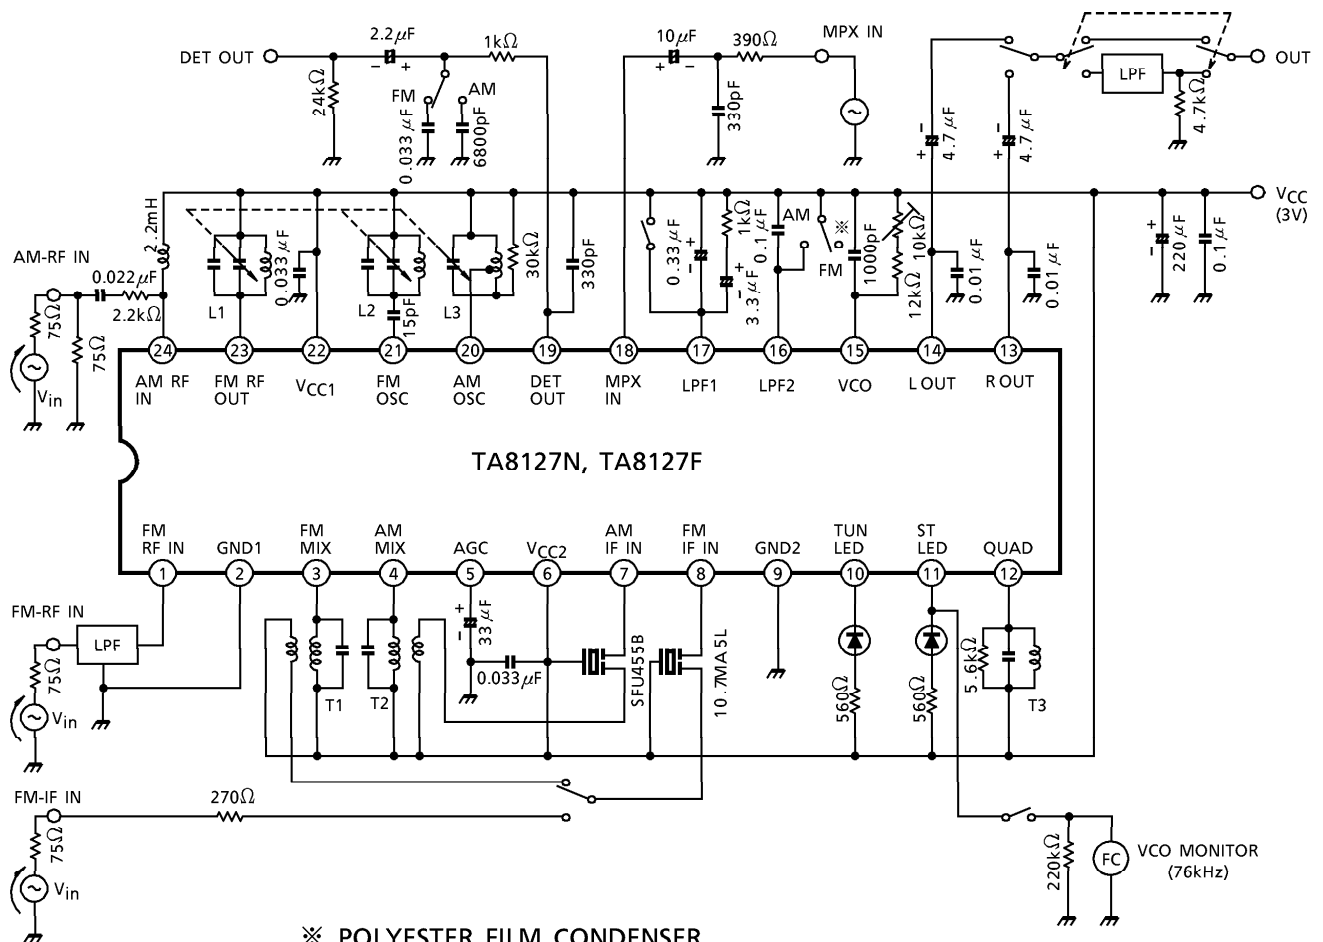 DET OUT
2.2μF
− +
1kΩ
24kΩ
FM
AM
0.033μF
6800pF
10μF
+ −
390Ω
MPX IN
330pF
LPF
OUT
4.7kΩ
− +
4.7μF
− +
4.7μF
VCC
(3V)
2.2mH
AM-RF IN
0.022μF
2.2kΩ
75Ω
75Ω
Vin
L1
0.033μF
L2
15pF
L3
30kΩ
330pF
0.33μF
+ −
1kΩ
+ −
3.3μF
0.1μF
AM
FM
※
1000pF
10kΩ
12kΩ
0.01μF
0.01μF
+ −
220μF
0.1μF
24 23 22 21 20 19 18 17 16 15 14 13
AM RF
IN
FM RF
OUT
VCC1
FM
OSC
AM
OSC
DET
OUT
MPX
IN
LPF1
LPF2
VCO
L OUT
R OUT
TA8127N, TA8127F
FM
RF IN
GND1
FM
MIX
AM
MIX
AGC
VCC2
AM
IF IN
FM
IF IN
GND2
TUN
LED
ST
LED
QUAD
1 2 3 4 5 6 7 8 9 10 11 12
FM-RF IN
LPF
75Ω
Vin
T1
T2
+ −
33μF
0.033μF
SFU455B
10.7MA5L
560Ω
560Ω
5.6kΩ
T3
FM-IF IN
270Ω
75Ω
Vin
220kΩ
FC
VCO MONITOR
(76kHz)
※ POLYESTER FILM CONDENSER